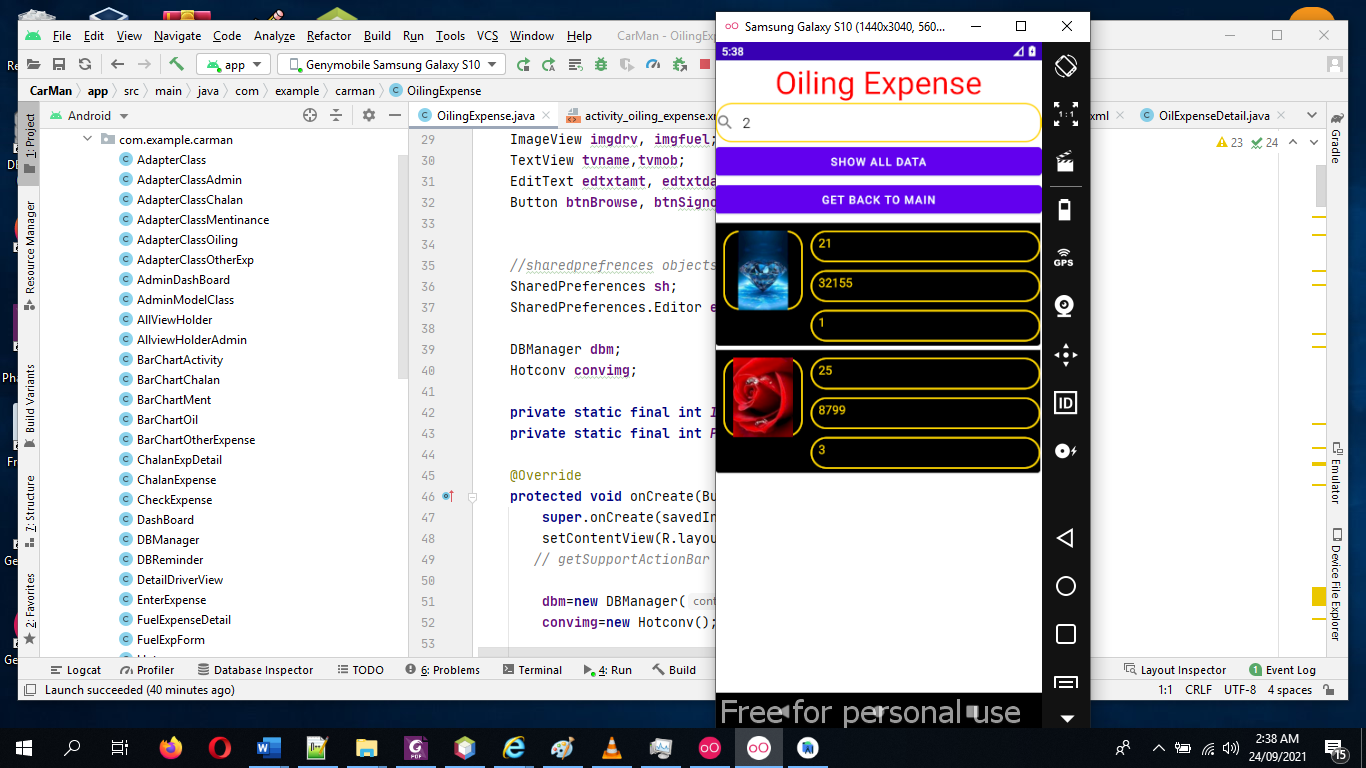 File Edit View Navigate Code Analyze Refactor Build Run Tools VCS Window Help CarMan - OilingExpe
app Genymobile Samsung Galaxy S10
CarMan app src main java com example carman OilingExpense
Android OilingExpense.java activity_oiling_expense.xm xml OilExpenseDetail.java
1: Project
Resource Manager
Build Variants
7: Structure
2: Favorites
com.example.carman
AdapterClass
AdapterClassAdmin
AdapterClassChalan
AdapterClassMentinance
AdapterClassOiling
AdapterClassOtherExp
AdminDashBoard
AdminModelClass
AllViewHolder
AllviewHolderAdmin
BarChartActivity
BarChartChalan
BarChartMent
BarChartOil
BarChartOtherExpense
ChalanExpDetail
ChalanExpense
CheckExpense
DashBoard
DBManager
DBReminder
DetailDriverView
EnterExpense
FuelExpenseDetail
FuelExpForm
29 ImageView imgdrv, imgfuel;
30 TextView tvname,tvmob;
31 EditText edtxtamt, edtxtda
32 Button btnBrowse, btnSigno
33
34
35 //sharedprefrences objects
36 SharedPreferences sh;
37 SharedPreferences.Editor e
38
39 DBManager dbm;
40 Hotconv convimg;
41
42 private static final int I
43 private static final int P
44
45 @Override
46 protected void onCreate(Bu
47 super.onCreate(savedIn
48 setContentView(R.layou
49 // getSupportActionBar
50
51 dbm=new DBManager( cont
52 convimg=new Hotconv();
53
Samsung Galaxy S10 (1440x3040, 560...
5:38
Oiling Expense
2
SHOW ALL DATA
GET BACK TO MAIN
21
32155
1
25
8799
3
Free for personal use
1 : 1
GPS
ID
23 24
Gradle
Emulator
Device File Explorer
Logcat Profiler Database Inspector TODO 6: Problems Terminal 4: Run Build Layout Inspector 1 Event Log
Launch succeeded (40 minutes ago) 1:1 CRLF UTF-8 4 spaces
2:38 AM
24/09/2021
15